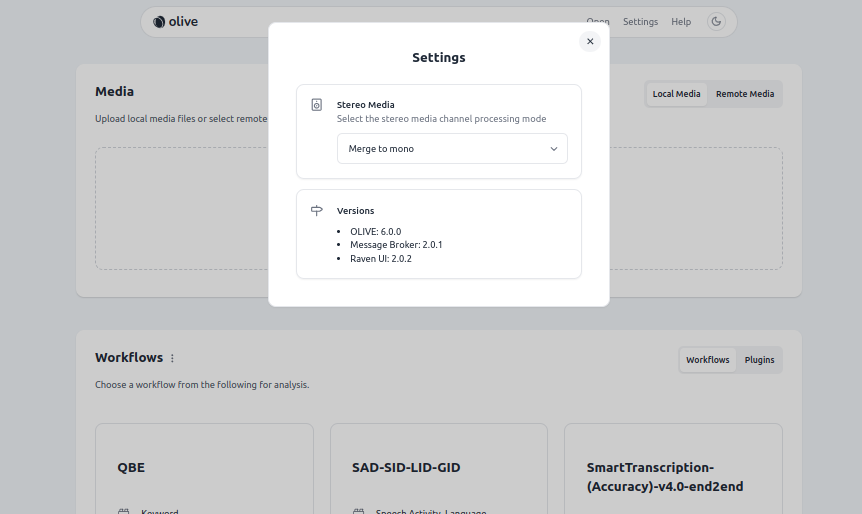 olive
Open Settings Help
Settings
Stereo Media
Select the stereo media channel processing mode
Merge to mono
Versions
OLIVE: 6.0.0
Message Broker: 2.0.1
Raven UI: 2.0.2
Media
Local Media Remote Media
Upload local media files or select remote
Workflows
Workflows Plugins
Choose a workflow from the following for analysis.
QBE
SAD-SID-LID-GID
SmartTranscription-
(Accuracy)-v4.0-end2end
Keyword
Speech Activity, Language